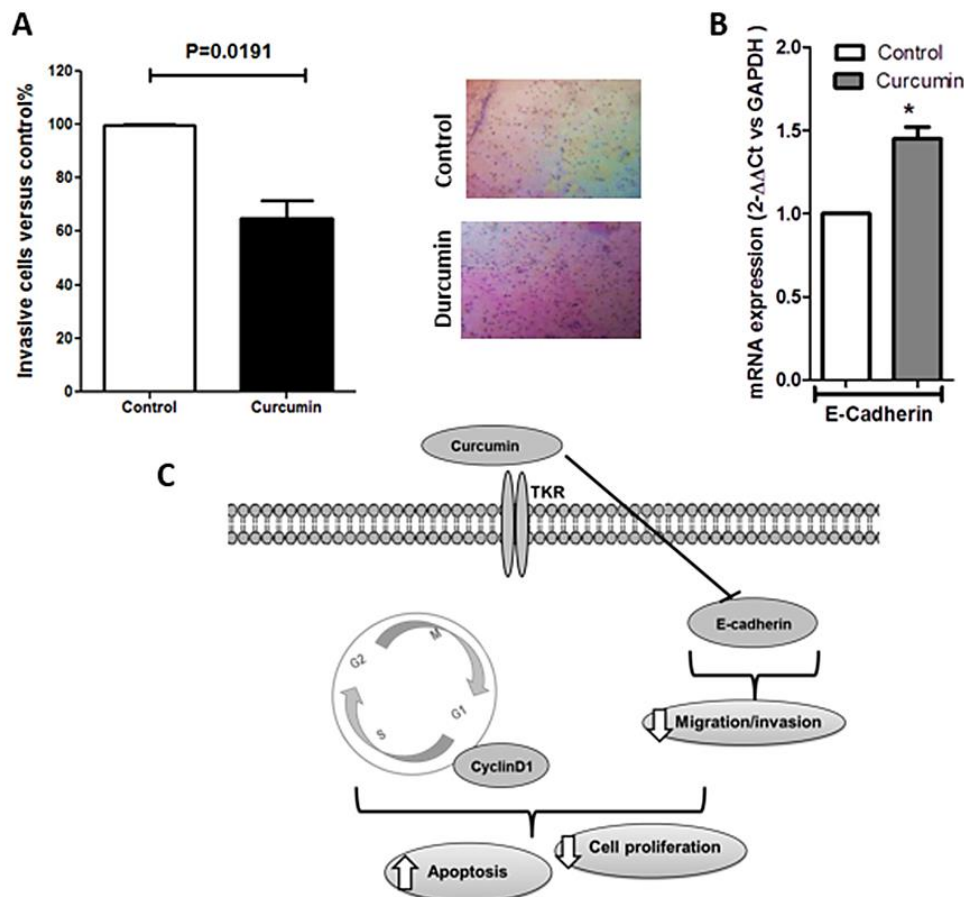 A
P=0.0191
Invasive cells versus control%
120
100
80
60
40
20
0
Control
Curcumin
Control
Durcumin
B
mRNA expression (2-ΔΔCt vs GAPDH )
2.0
1.5
1.0
0.5
0.0
Control
Curcumin
*
E-Cadherin
C
Curcumin
TKR
E-cadherin
Migration/invasion
G2
M
G1
S
CyclinD1
Cell proliferation
Apoptosis